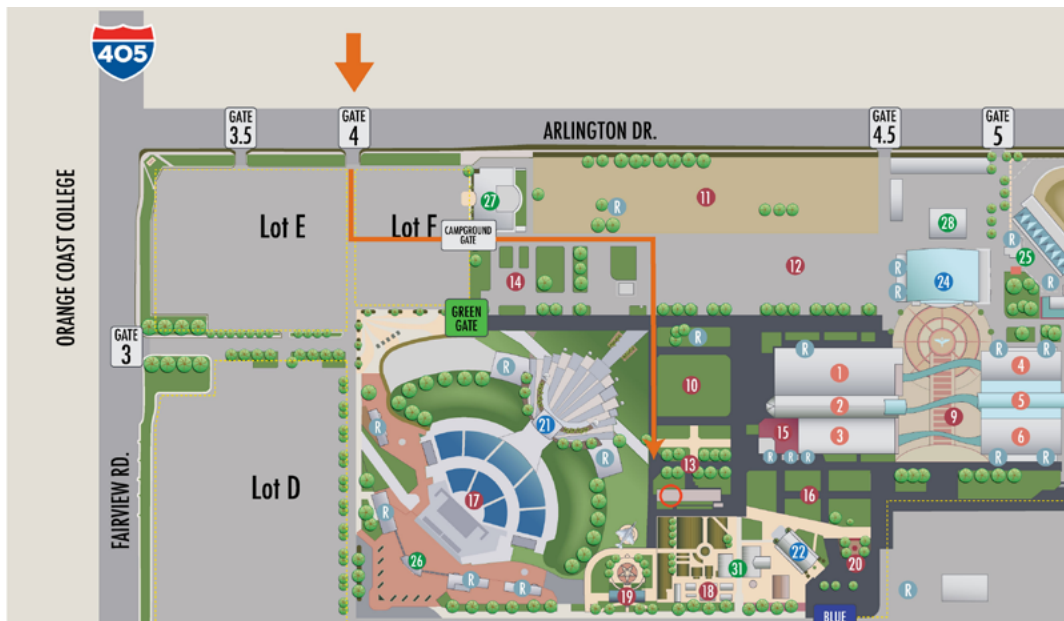 405
ORANGE COAST COLLEGE
FAIRVIEW RD.
ARLINGTON DR.
GATE
3.5
GATE
4
GATE
4.5
GATE
5
Lot E
Lot F
CAMPGROUND
GATE
27
11
R
28
R
25
R
12
R
R
24
14
GREEN
GATE
GATE
3
R
10
R
1
2
3
R
R
4
5
6
9
15
R
R
R
R
R
21
R
R
13
16
Lot D
17
R
R
26
R
R
22
31
20
18
19
R
BLUE